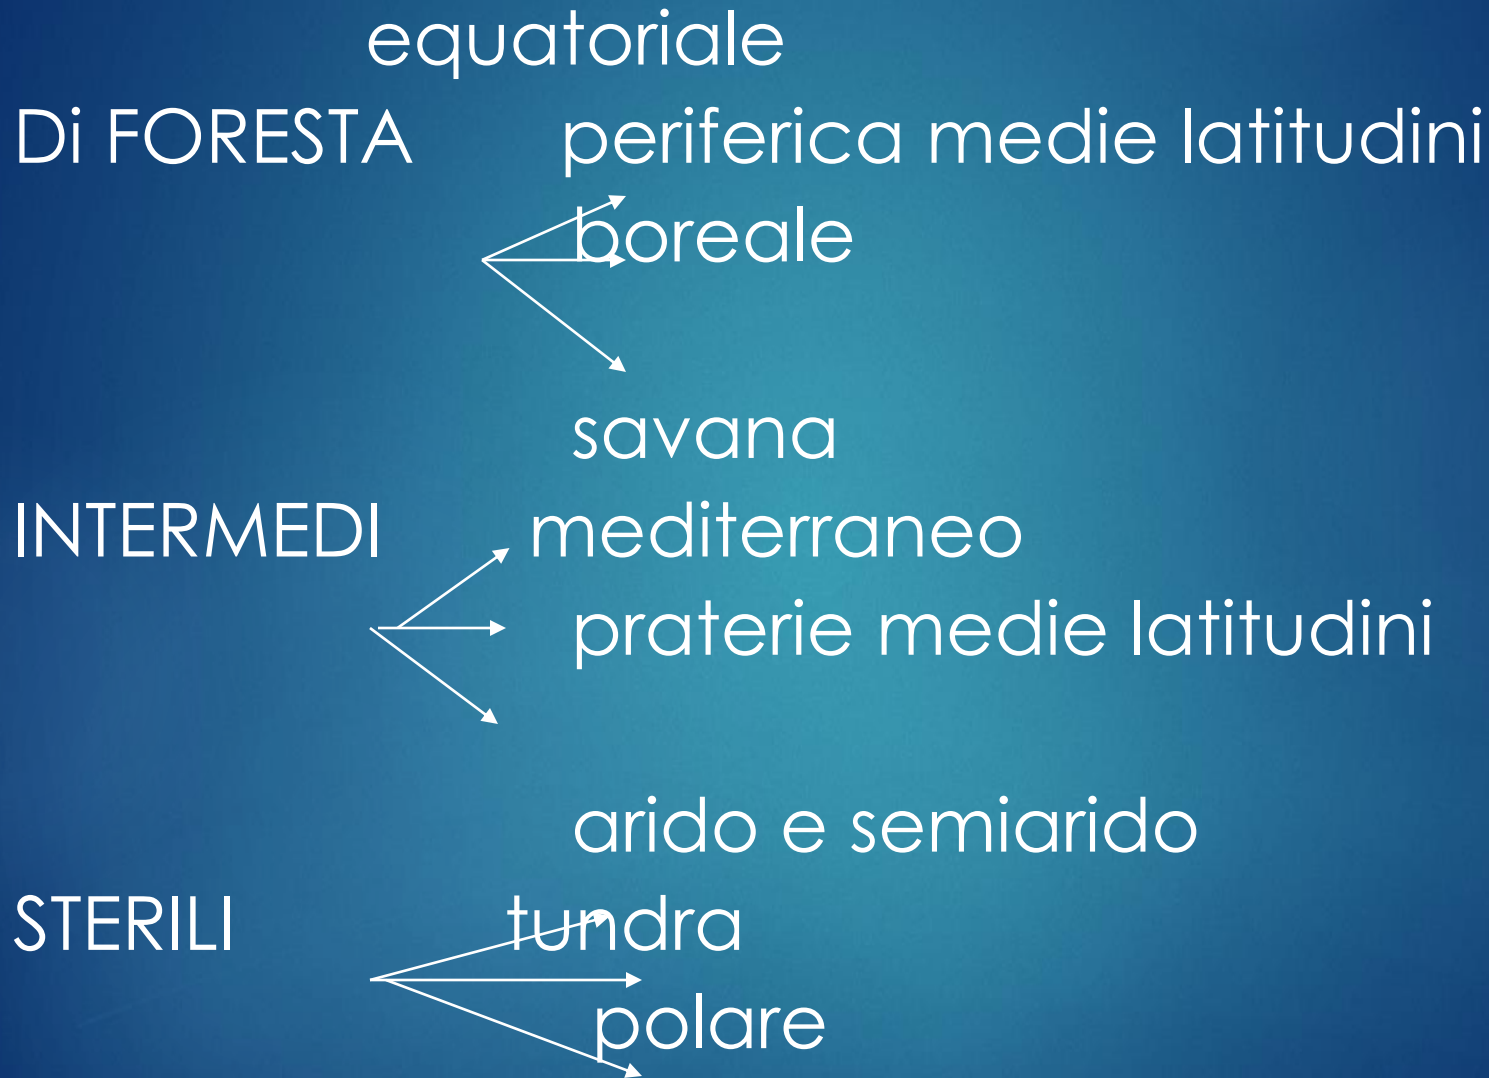 equatoriale
Di FORESTA periferica medie latitudini
boreale
savana
INTERMEDI mediterraneo
praterie medie latitudini
arido e semiarido
STERILI tundra
polare